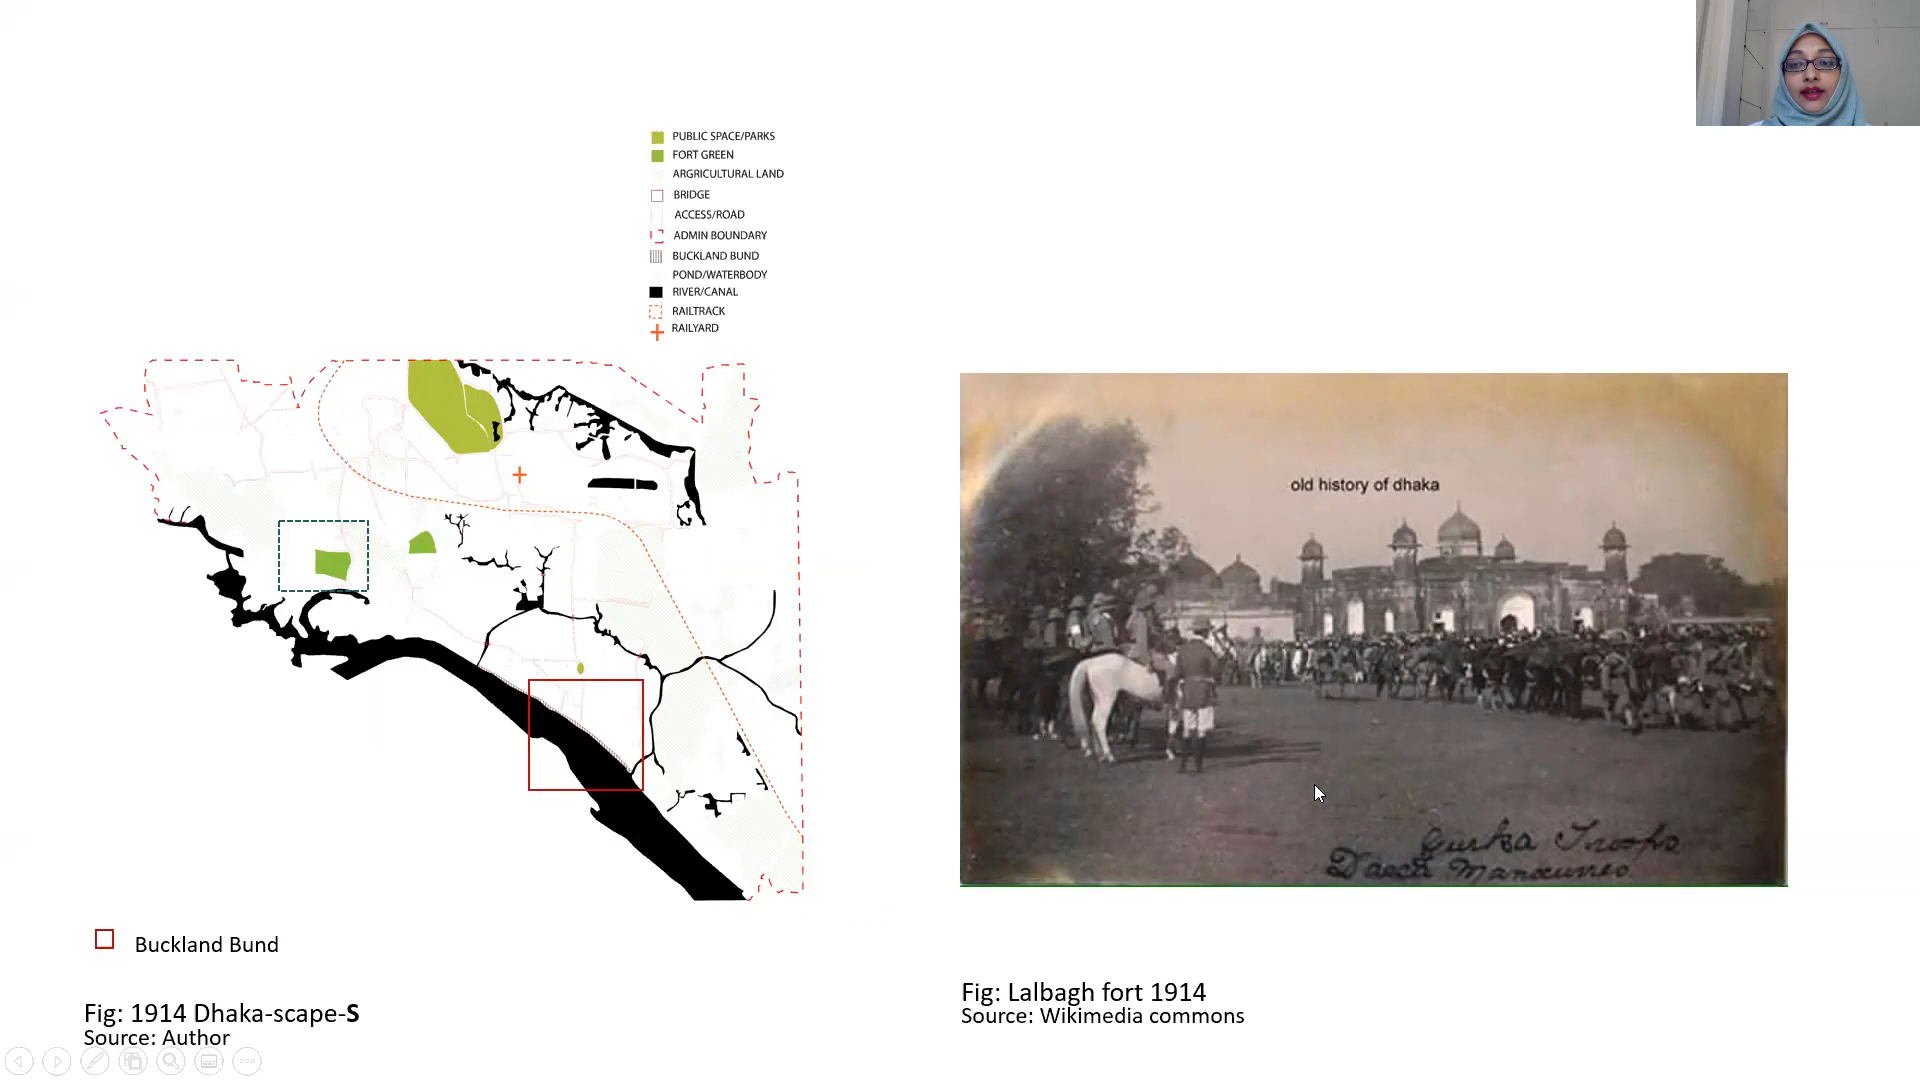 PUBLIC SPACE/PARKS
FORT GREEN
ARGRICULTURAL LAND
BRIDGE
ACCESS/ROAD
ADMIN BOUNDARY
BUCKLAND BUND
POND/WATERBODY
RIVER/CANAL
RAILTRACK
RAILYARD
old history of dhaka
Gurka Troops
Dacca Manœuvres
Buckland Bund
Fig: 1914 Dhaka-scape-S
Source: Author
Fig: Lalbagh fort 1914
Source: Wikimedia commons